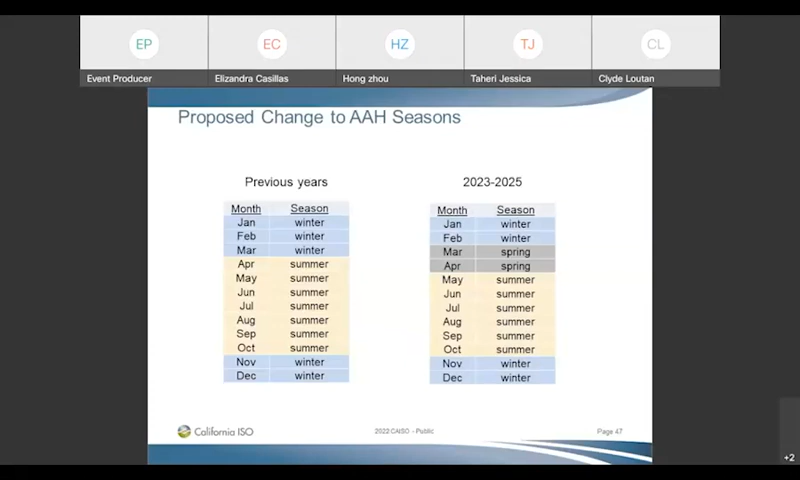 EP
EC
HZ
TJ
CL
Event Producer
Elizandra Casillas
Hong zhou
Taheri Jessica
Clyde Loutan
Proposed Change to AAH Seasons
Previous years
Month Season
Jan winter
Feb winter
Mar winter
Apr summer
May summer
Jun summer
Jul summer
Aug summer
Sep summer
Oct summer
Nov winter
Dec winter
2023-2025
Month Season
Jan winter
Feb winter
Mar spring
Apr spring
May summer
Jun summer
Jul summer
Aug summer
Sep summer
Oct summer
Nov winter
Dec winter
California ISO
2022 CAISO - Public
Page 47
+2